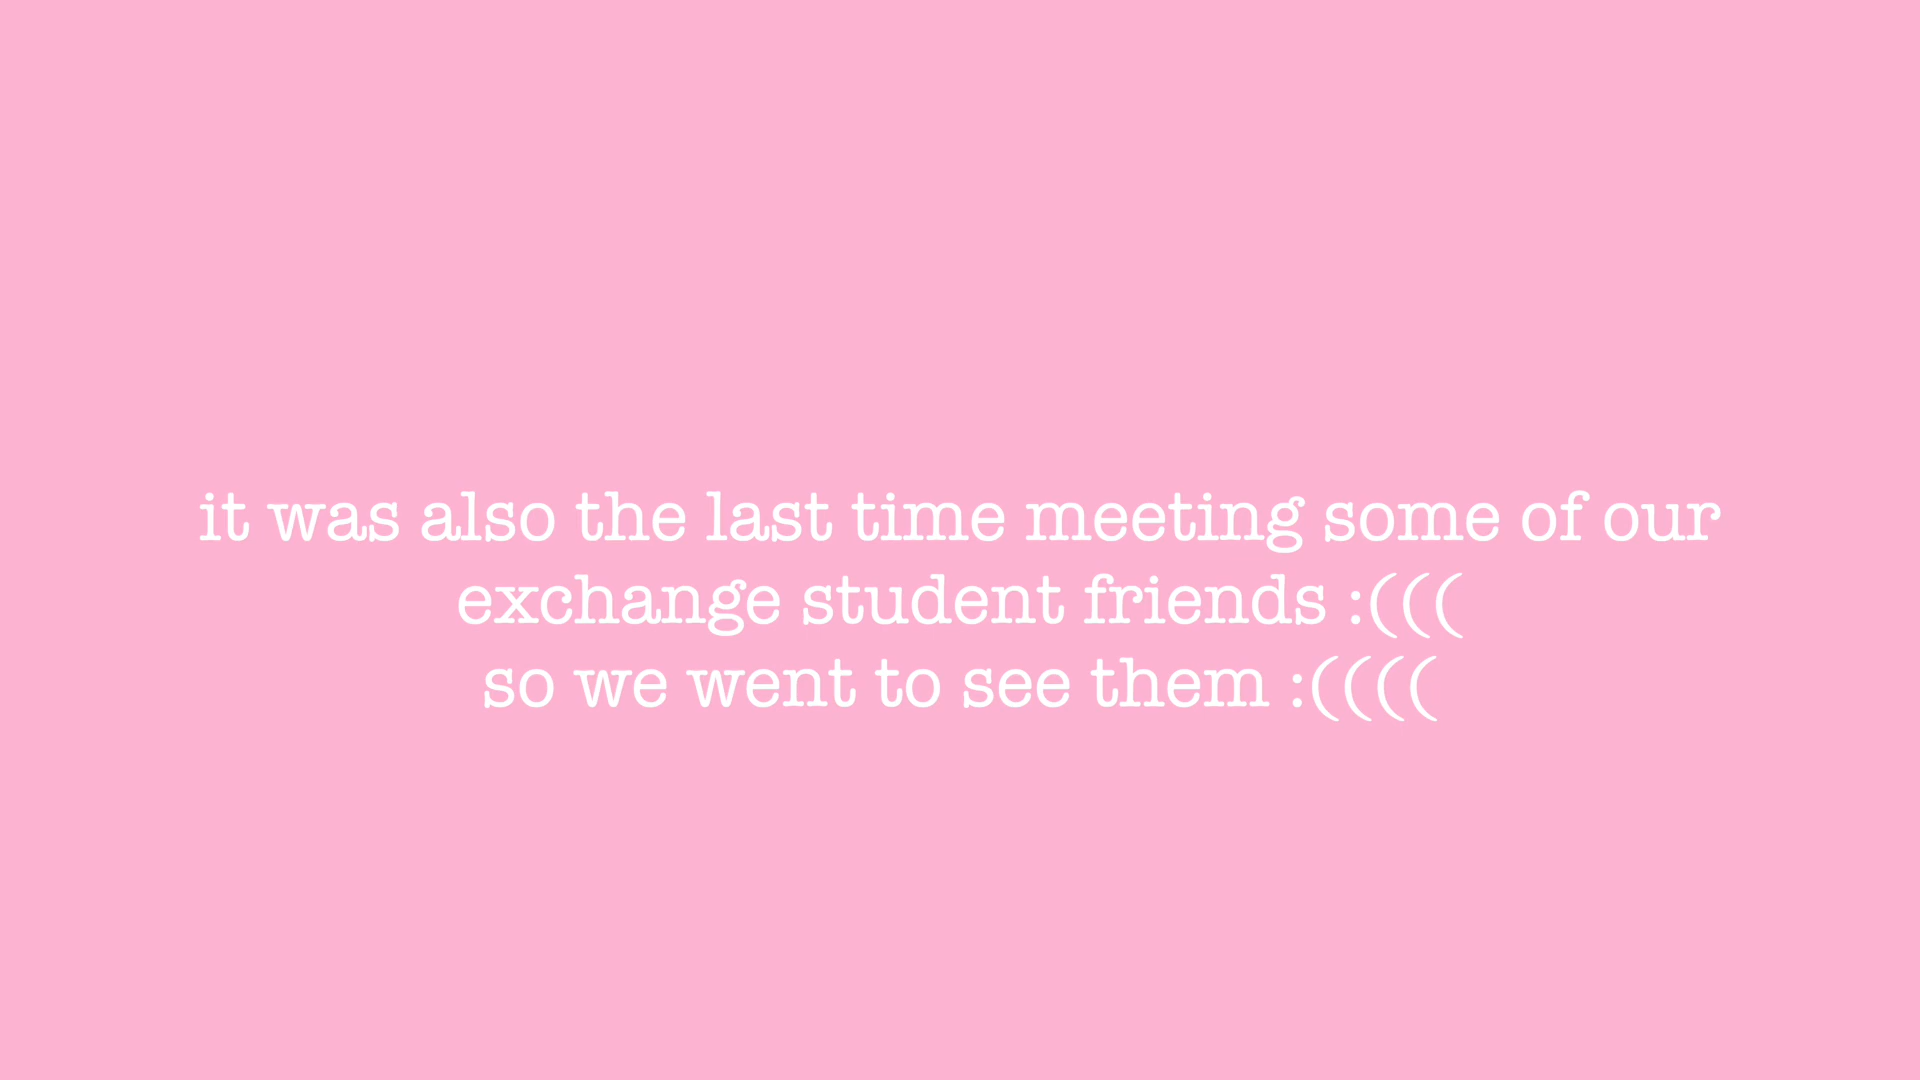 it was also the last time meeting some of our
exchange student friends :(((
so we went to see them :((((